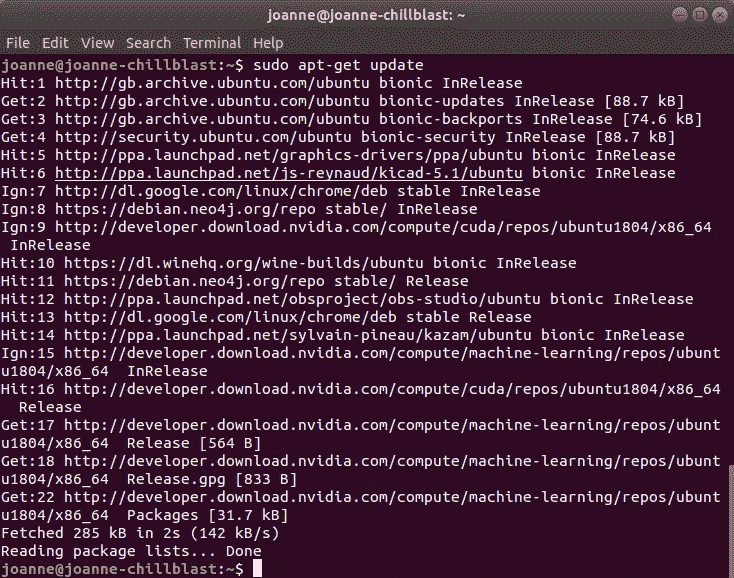 joanne@joanne-chillblast: ~
File Edit View Search Terminal Help
joanne@joanne-chillblast:~$ sudo apt-get update
Hit:1 http://gb.archive.ubuntu.com/ubuntu bionic InRelease
Get:2 http://gb.archive.ubuntu.com/ubuntu bionic-updates InRelease [88.7 kB]
Get:3 http://gb.archive.ubuntu.com/ubuntu bionic-backports InRelease [74.6 kB]
Get:4 http://security.ubuntu.com/ubuntu bionic-security InRelease [88.7 kB]
Hit:5 http://ppa.launchpad.net/graphics-drivers/ppa/ubuntu bionic InRelease
Hit:6 http://ppa.launchpad.net/js-reynaud/kicad-5.1/ubuntu bionic InRelease
Ign:7 http://dl.google.com/linux/chrome/deb stable InRelease
Ign:8 https://debian.neo4j.org/repo stable/ InRelease
Ign:9 http://developer.download.nvidia.com/compute/cuda/repos/ubuntu1804/x86_64
 InRelease
Hit:10 https://dl.winehq.org/wine-builds/ubuntu bionic InRelease
Hit:11 https://debian.neo4j.org/repo stable/ Release
Hit:12 http://ppa.launchpad.net/obsproject/obs-studio/ubuntu bionic InRelease
Hit:13 http://dl.google.com/linux/chrome/deb stable Release
Hit:14 http://ppa.launchpad.net/sylvain-pineau/kazam/ubuntu bionic InRelease
Ign:15 http://developer.download.nvidia.com/compute/machine-learning/repos/ubunt
u1804/x86_64  InRelease
Hit:16 http://developer.download.nvidia.com/compute/cuda/repos/ubuntu1804/x86_64
  Release
Get:17 http://developer.download.nvidia.com/compute/machine-learning/repos/ubunt
u1804/x86_64  Release [564 B]
Get:18 http://developer.download.nvidia.com/compute/machine-learning/repos/ubunt
u1804/x86_64  Release.gpg [833 B]
Get:22 http://developer.download.nvidia.com/compute/machine-learning/repos/ubunt
u1804/x86_64  Packages [31.7 kB]
Fetched 285 kB in 2s (142 kB/s)
Reading package lists... Done
joanne@joanne-chillblast:~$